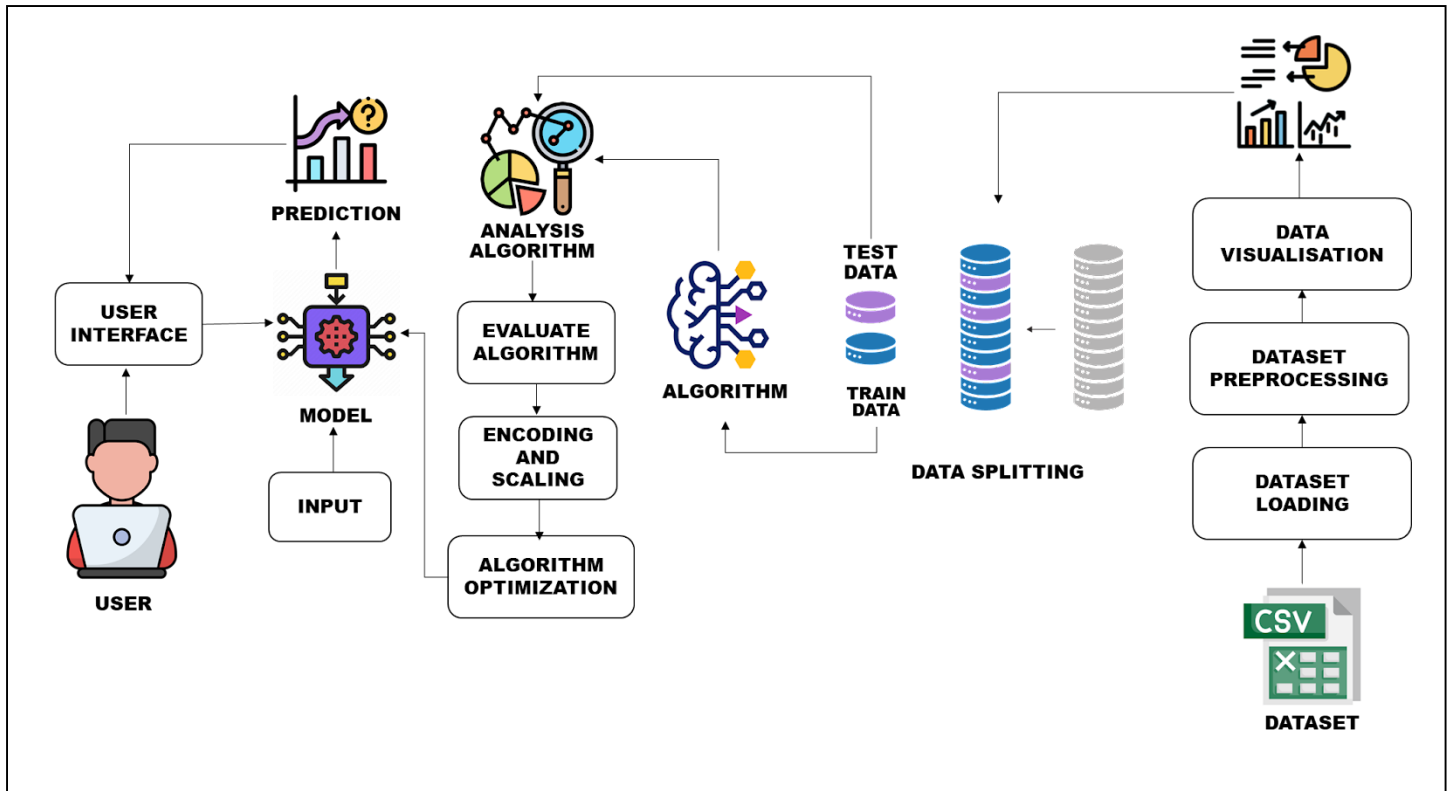 PREDICTION
USER
INTERFACE
MODEL
INPUT
USER
ANALYSIS
ALGORITHM
EVALUATE
ALGORITHM
ENCODING
AND
SCALING
ALGORITHM
OPTIMIZATION
ALGORITHM
TEST
DATA
TRAIN
DATA
DATA SPLITTING
DATA
VISUALISATION
DATASET
PREPROCESSING
DATASET
LOADING
CSV
DATASET